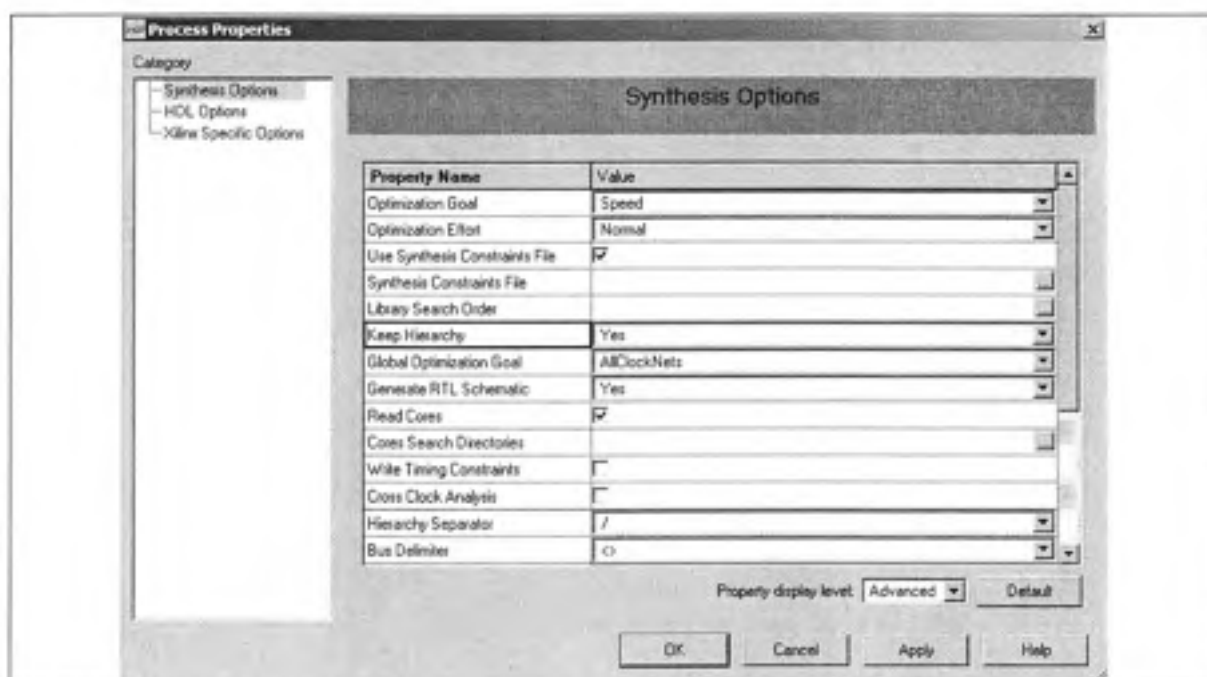 Process Properties
Category
Synthesis Options
HDL Options
Xilinx Specific Options
Synthesis Options
Property Name Value
Optimization Goal Speed
Optimization Effort Normal
Use Synthesis Constraints File
Synthesis Constraints File
Library Search Order
Keep Hierarchy Yes
Global Optimization Goal AllClockNets
Generate RTL Schematic Yes
Read Cores
Cores Search Directories
Write Timing Constraints
Cross Clock Analysis
Hierarchy Separator /
Bus Delimiter <>
Property display level: Advanced Default
OK Cancel Apply Help